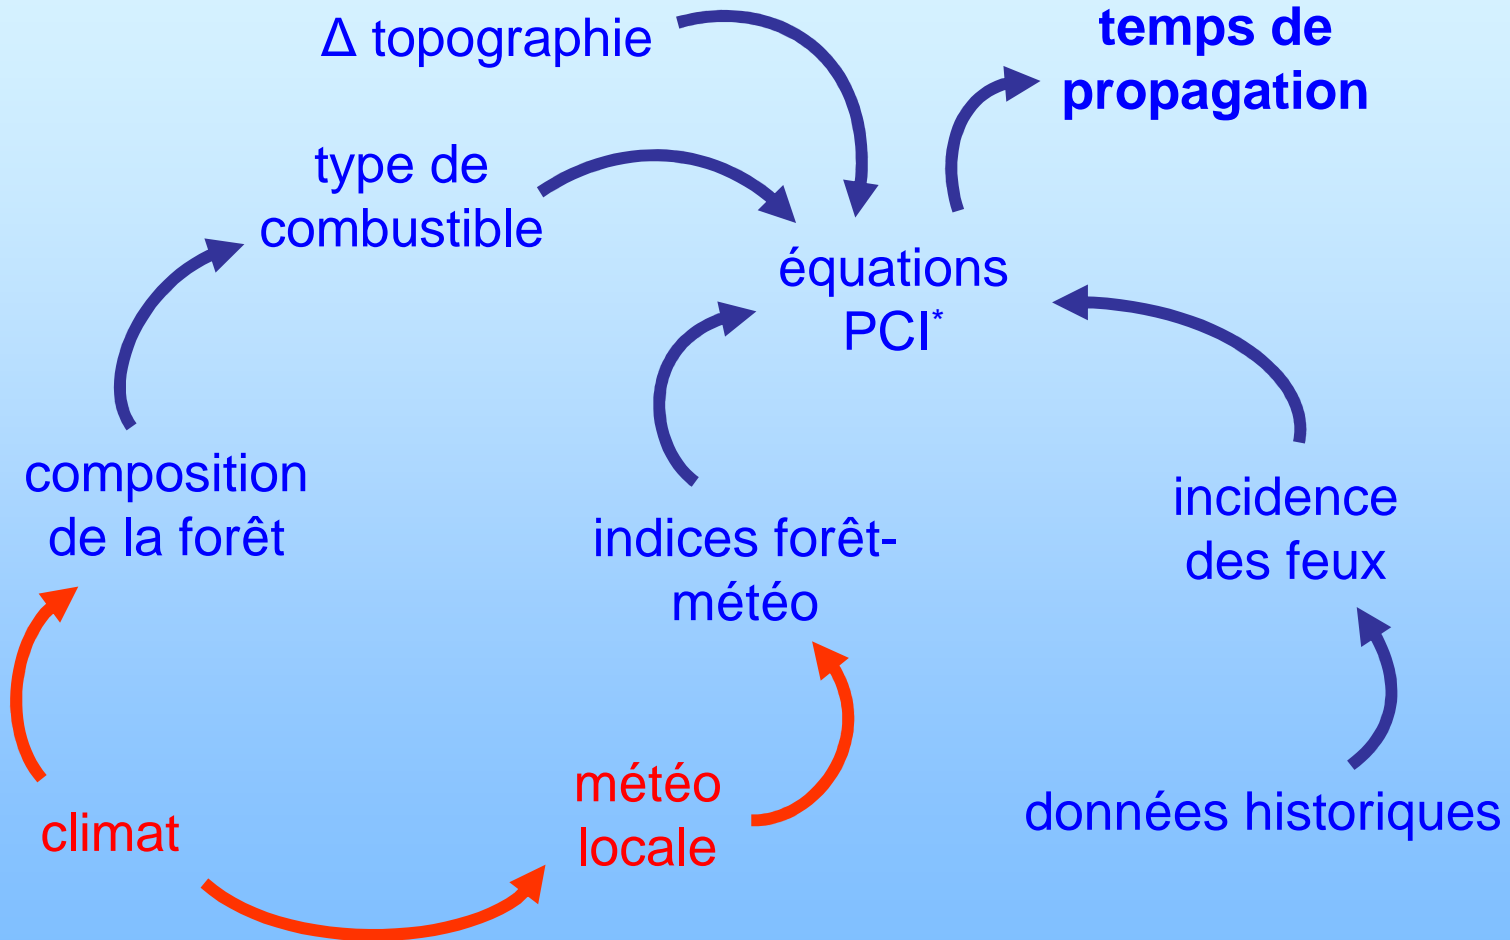 Δ topographie
temps de
propagation
type de
combustible
équations
PCI*
composition
de la forêt
indices forêt-
météo
incidence
des feux
climat
météo
locale
données historiques